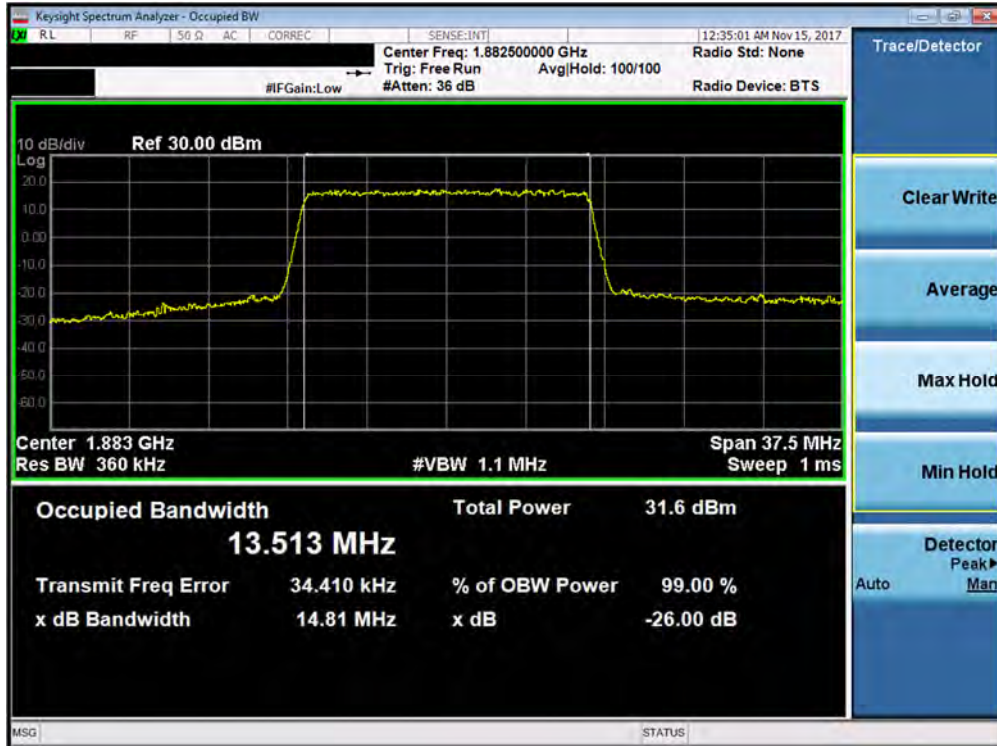 Keysight Spectrum Analyzer - Occupied BW
LXI RL RF 50 Ω AC CORREC SENSE:INT 12:35:01 AM Nov 15, 2017
Center Freq: 1.882500000 GHz Radio Std: None
Trig: Free Run Avg|Hold: 100/100
#IFGain:Low #Atten: 36 dB Radio Device: BTS
10 dB/div Ref 30.00 dBm
Log
20.0
10.0
0.00
-10.0
-20.0
-30.0
-40.0
-50.0
-60.0
Center 1.883 GHz Span 37.5 MHz
Res BW 360 kHz #VBW 1.1 MHz Sweep 1 ms
Occupied Bandwidth Total Power 31.6 dBm
13.513 MHz
Transmit Freq Error 34.410 kHz % of OBW Power 99.00 %
x dB Bandwidth 14.81 MHz x dB -26.00 dB
MSG STATUS
Trace/Detector
Clear Write
Average
Max Hold
Min Hold
Detector
Peak▶
Auto Man